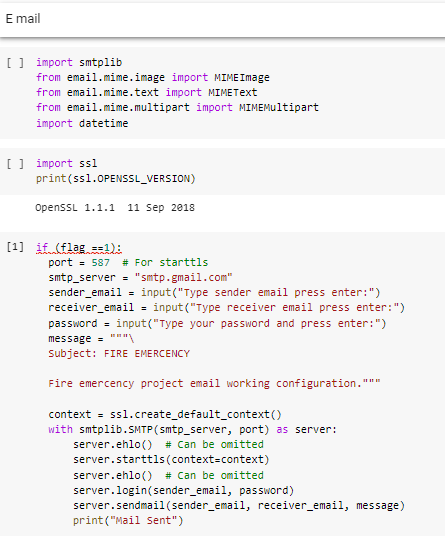 E mail
[ ] import smtplib
from email.mime.image import MIMEImage
from email.mime.text import MIMEText
from email.mime.multipart import MIMEMultipart
import datetime
[ ] import ssl
print(ssl.OPENSSL_VERSION)
OpenSSL 1.1.1  11 Sep 2018
[1] if (flag ==1):
  port = 587  # For starttls
  smtp_server = "smtp.gmail.com"
  sender_email = input("Type sender email press enter:")
  receiver_email = input("Type receiver email press enter:")
  password = input("Type your password and press enter:")
  message = """\
  Subject: FIRE EMERCENCY
  Fire emercency project email working configuration."""
  context = ssl.create_default_context()
  with smtplib.SMTP(smtp_server, port) as server:
      server.ehlo()  # Can be omitted
      server.starttls(context=context)
      server.ehlo()  # Can be omitted
      server.login(sender_email, password)
      server.sendmail(sender_email, receiver_email, message)
      print("Mail Sent")